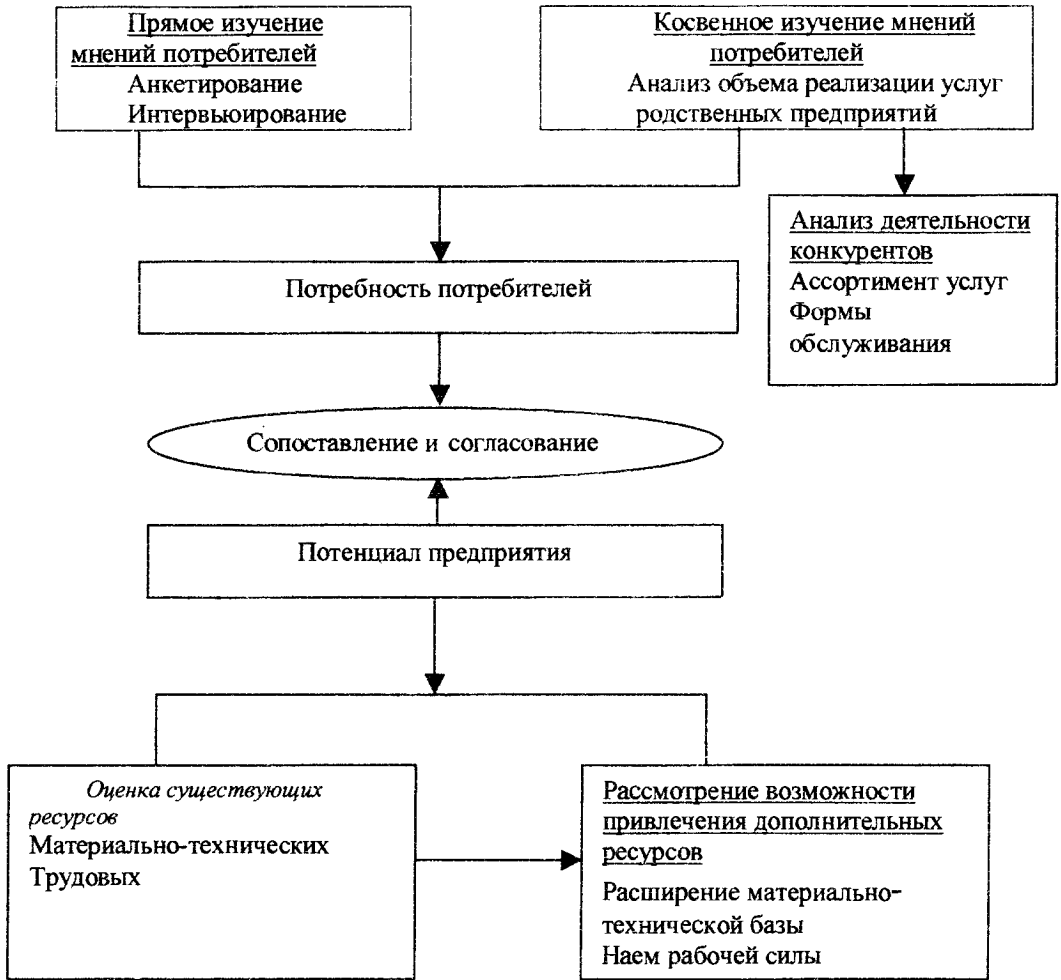 Прямое изучение
мнений потребителей
Анкетирование
Интервьюирование
Косвенное изучение мнений
потребителей
Анализ объема реализации услуг
родственных предприятий
Анализ деятельности
конкурентов
Ассортимент услуг
Формы
обслуживания
Потребность потребителей
Сопоставление и согласование
Потенциал предприятия
Оценка существующих
ресурсов
Материально-технических
Трудовых
Рассмотрение возможности
привлечения дополнительных
ресурсов
Расширение материально-
технической базы
Наем рабочей силы